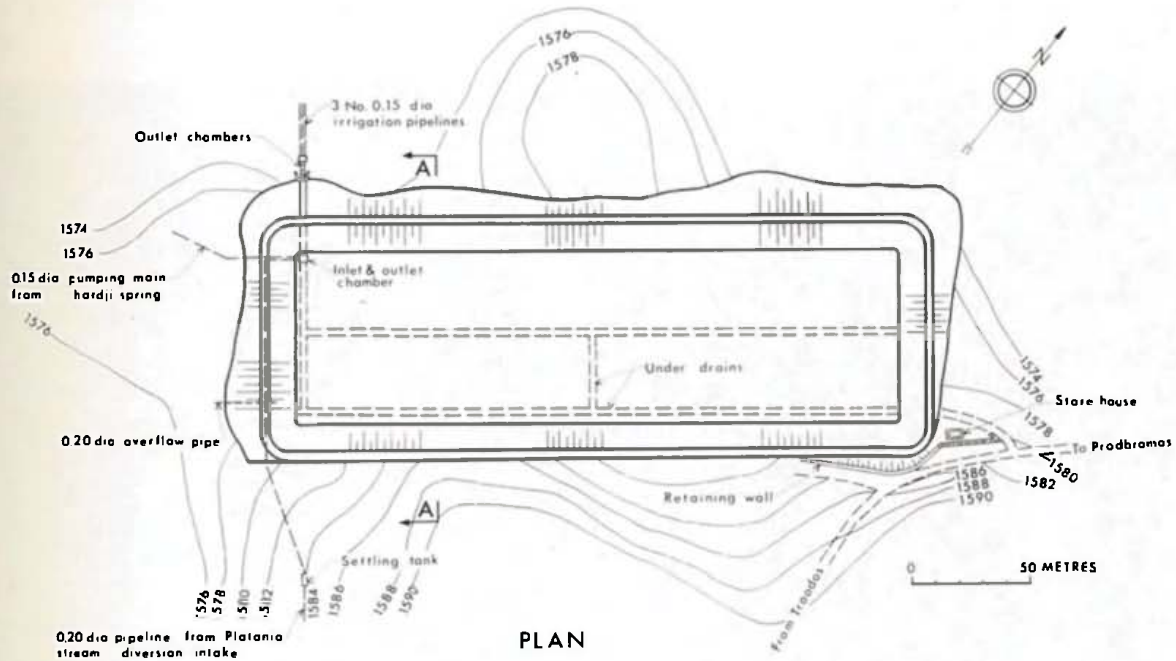 1576
1578
N
3 No. 0.15 dia
irrigation pipelines
Outlet chambers
A
1574
1576
0.15 dia pumping main
from hardji spring
Inlet & outlet
chamber
1576
Under drains
1574
1576
Store house
1578
0.20 dia overflow pipe
To Prodbramos
1580
1582
1586
1588
1590
Retaining wall
A
Settling tank
0 50 METRES
1576
1578
1580
1584
1586
1588
1590
From Troodos
0.20 dia pipeline from Platania
stream diversion intake
PLAN